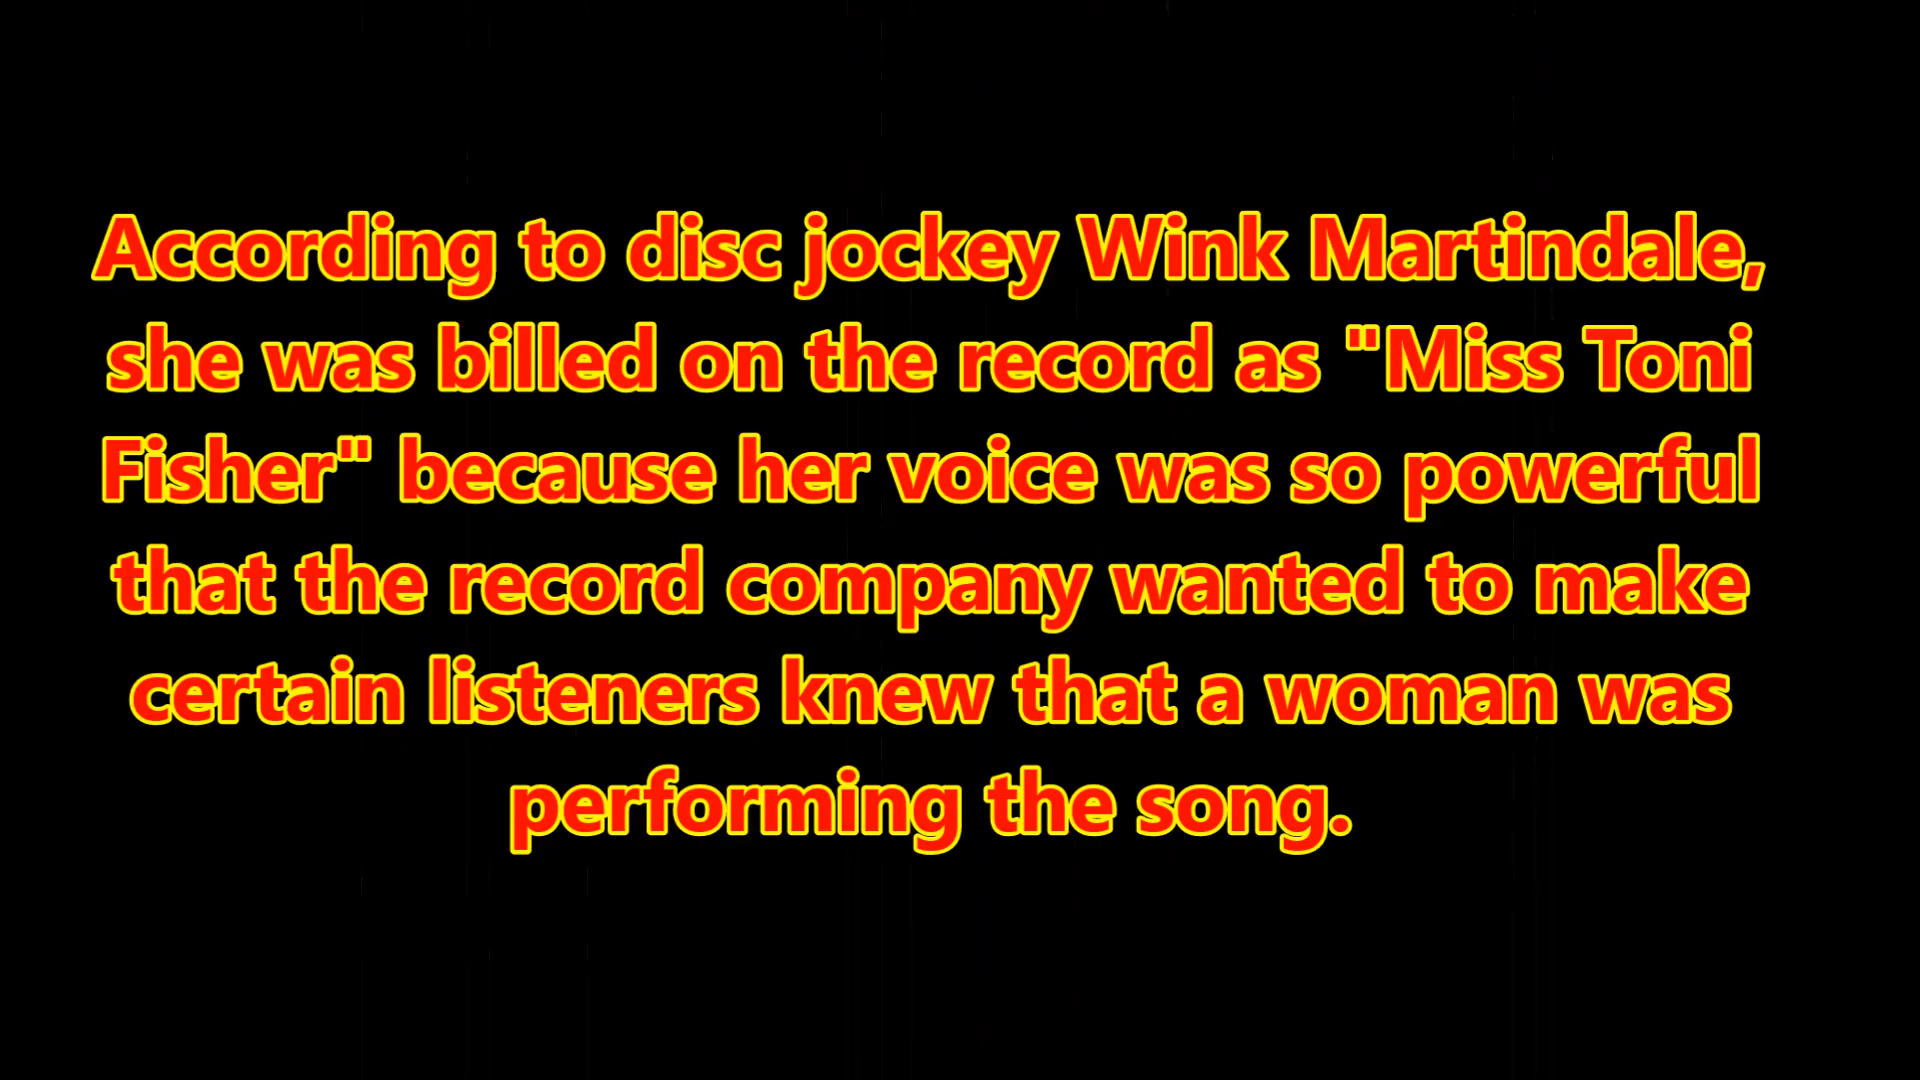 According to disc jockey Wink Martindale,
she was billed on the record as "Miss Toni
Fisher" because her voice was so powerful
that the record company wanted to make
certain listeners knew that a woman was
performing the song.